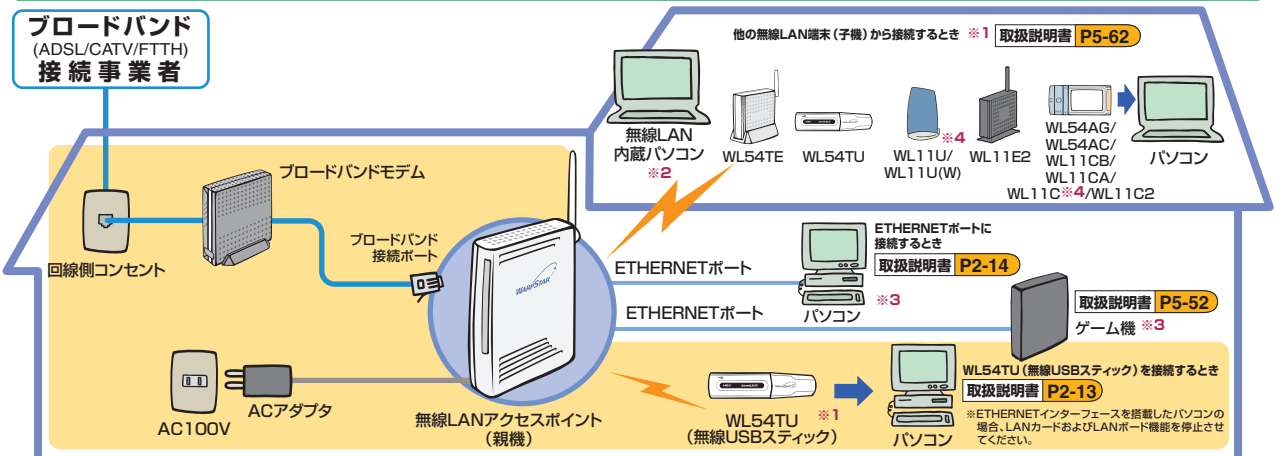 ブロードバンド
(ADSL/CATV/FTTH)
接続事業者
他の無線LAN端末(子機)から接続するとき ※1 取扱説明書 P5-62
無線LAN
内蔵パソコン
※2
WL54TE
WL54TU
※4
WL11U/
WL11U(W)
WL11E2
WL54AG/
WL54AC/
WL11CB/
WL11CA/
WL11C※4/WL11C2
パソコン
ブロードバンドモデム
回線側コンセント
ブロードバンド
接続ポート
WARPSTAR
ETHERNETポート
ETHERNETポート
ETHERNETポートに
接続するとき
取扱説明書 P2-14
※3
パソコン
取扱説明書 P5-52
ゲーム機 ※3
AC100V
ACアダプタ
無線LANアクセスポイント
(親機)
WL54TU ※1
(無線USBスティック)
パソコン
WL54TU(無線USBスティック)を接続するとき
取扱説明書 P2-13
※ETHERNETインターフェースを搭載したパソコンの
場合、LANカードおよびLANボード機能を停止させ
てください。